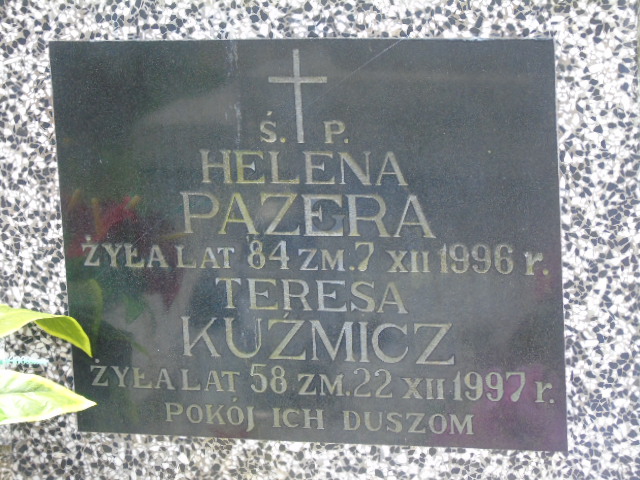 Ś. P.
HELENA
PAZERA
ŻYŁA LAT 84 ZM. 7 XII 1996 r.
TERESA
KUŹMICZ
ŻYŁA LAT 58 ZM. 22 XII 1997 r.
POKÓJ ICH DUSZOM